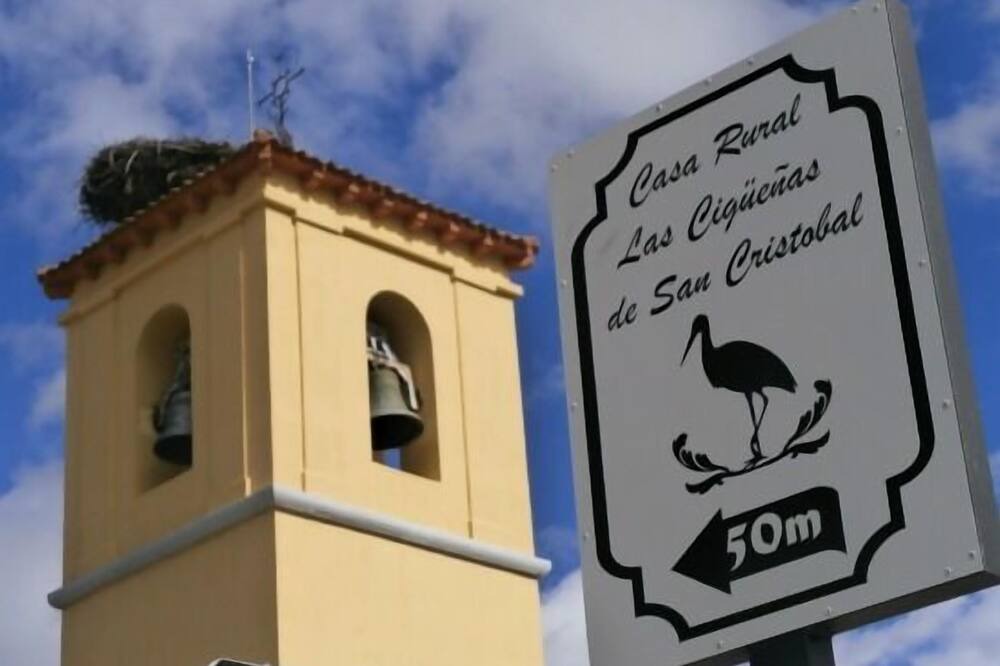 Casa Rural
Las Cigüeñas
de San Cristobal
50m